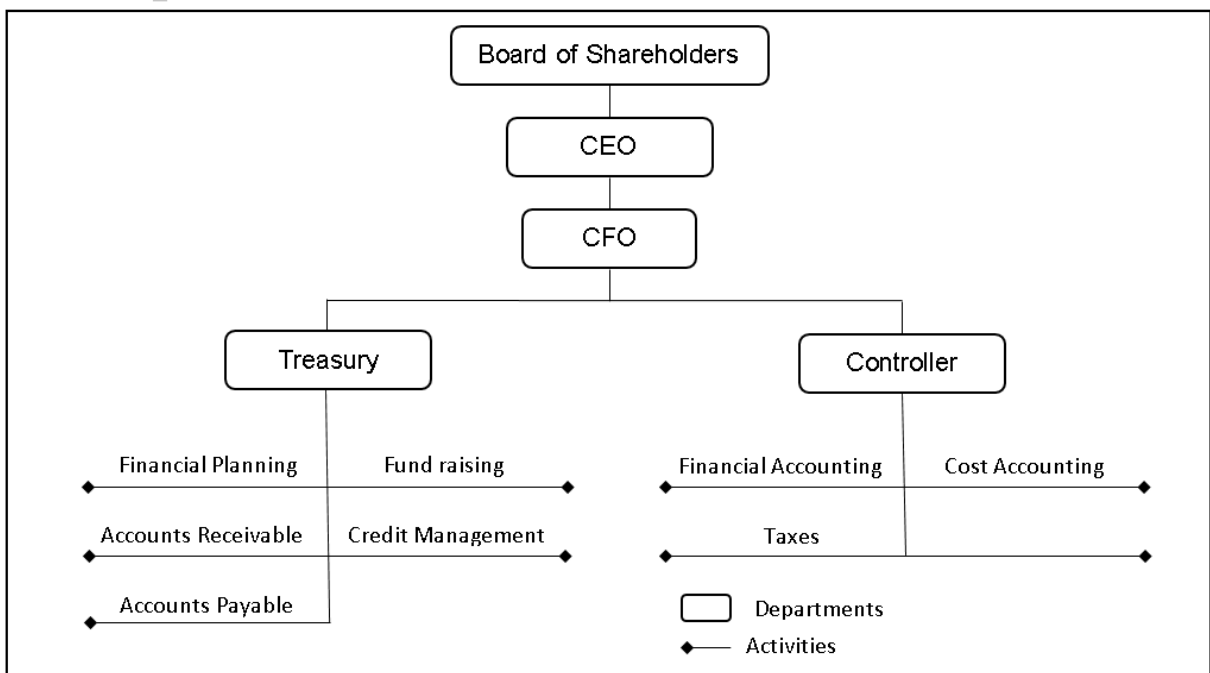 Board of Shareholders
CEO
CFO
Treasury
Controller
Financial Planning
Fund raising
Financial Accounting
Cost Accounting
Accounts Receivable
Credit Management
Taxes
Accounts Payable
Departments
Activities